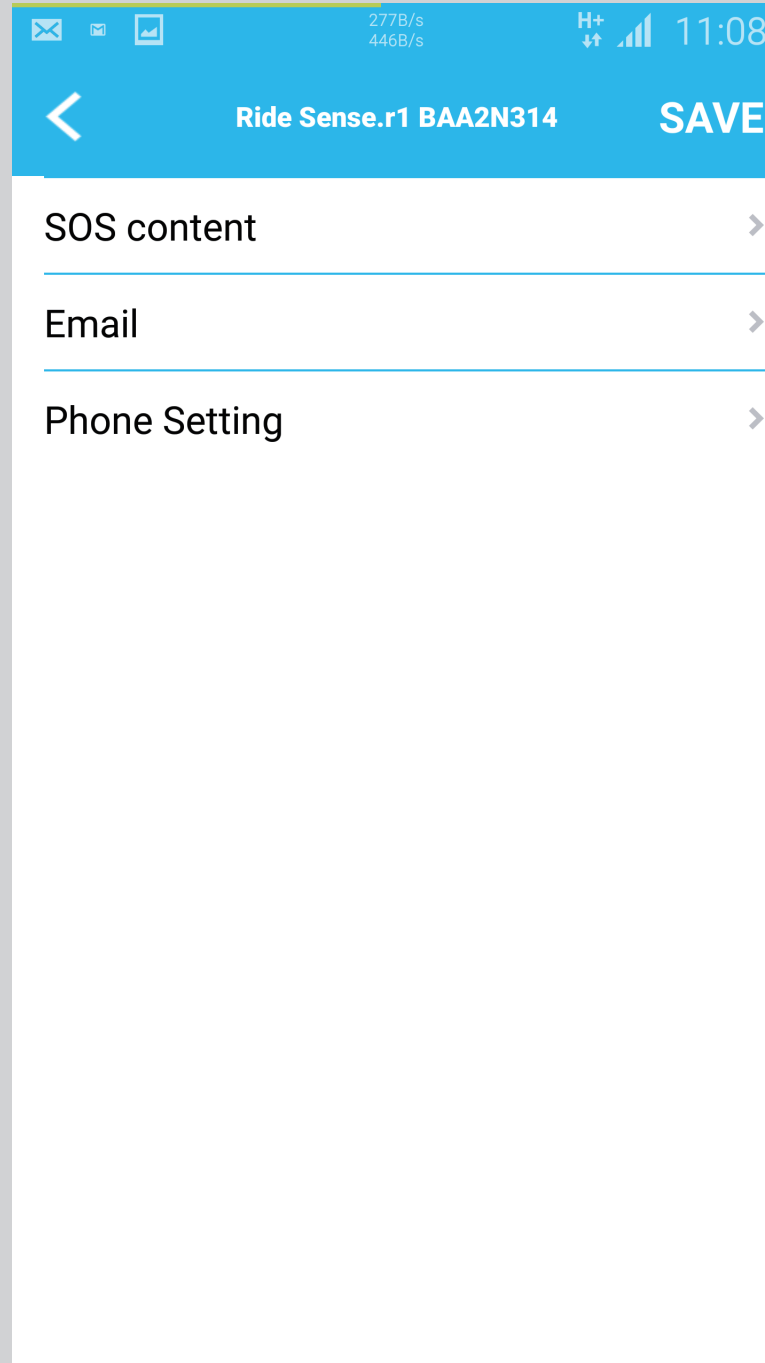 277B/s
446B/s
H+
11:08
Ride Sense.r1 BAA2N314
SAVE
SOS content
Email
Phone Setting